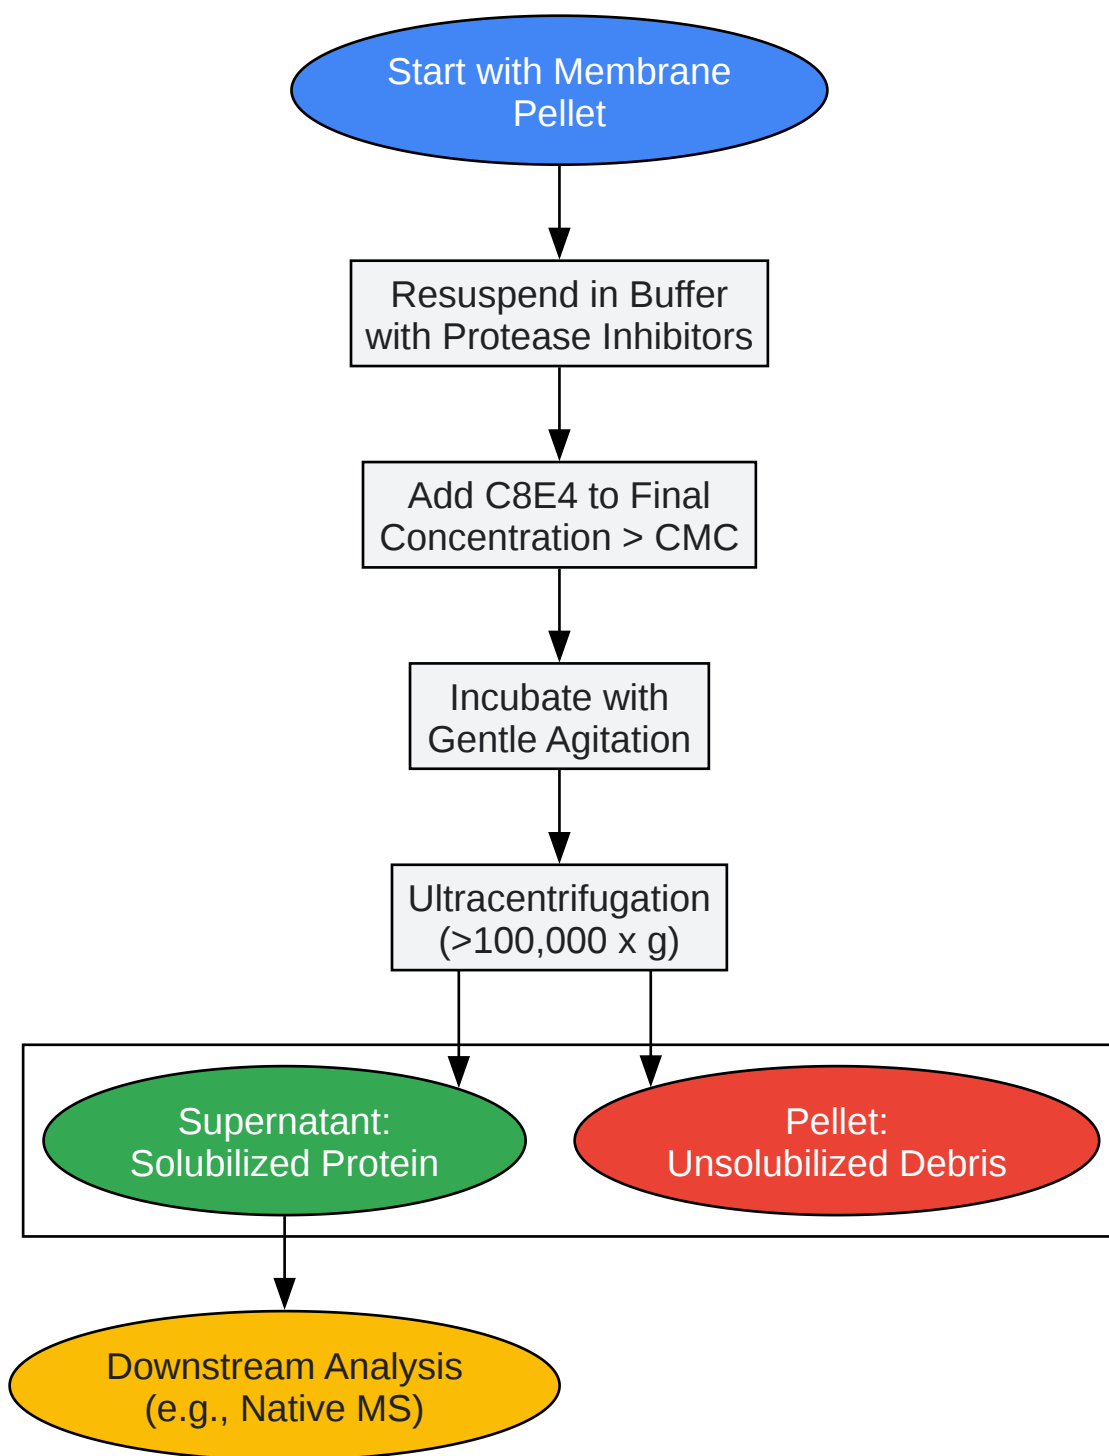 Start with Membrane
Pellet
Resuspend in Buffer
with Protease Inhibitors
Add C8E4 to Final
Concentration > CMC
Incubate with
Gentle Agitation
Ultracentrifugation
(>100,000 x g)
Supernatant:
Solubilized Protein
Pellet:
Unsolubilized Debris
Downstream Analysis
(e.g., Native MS)